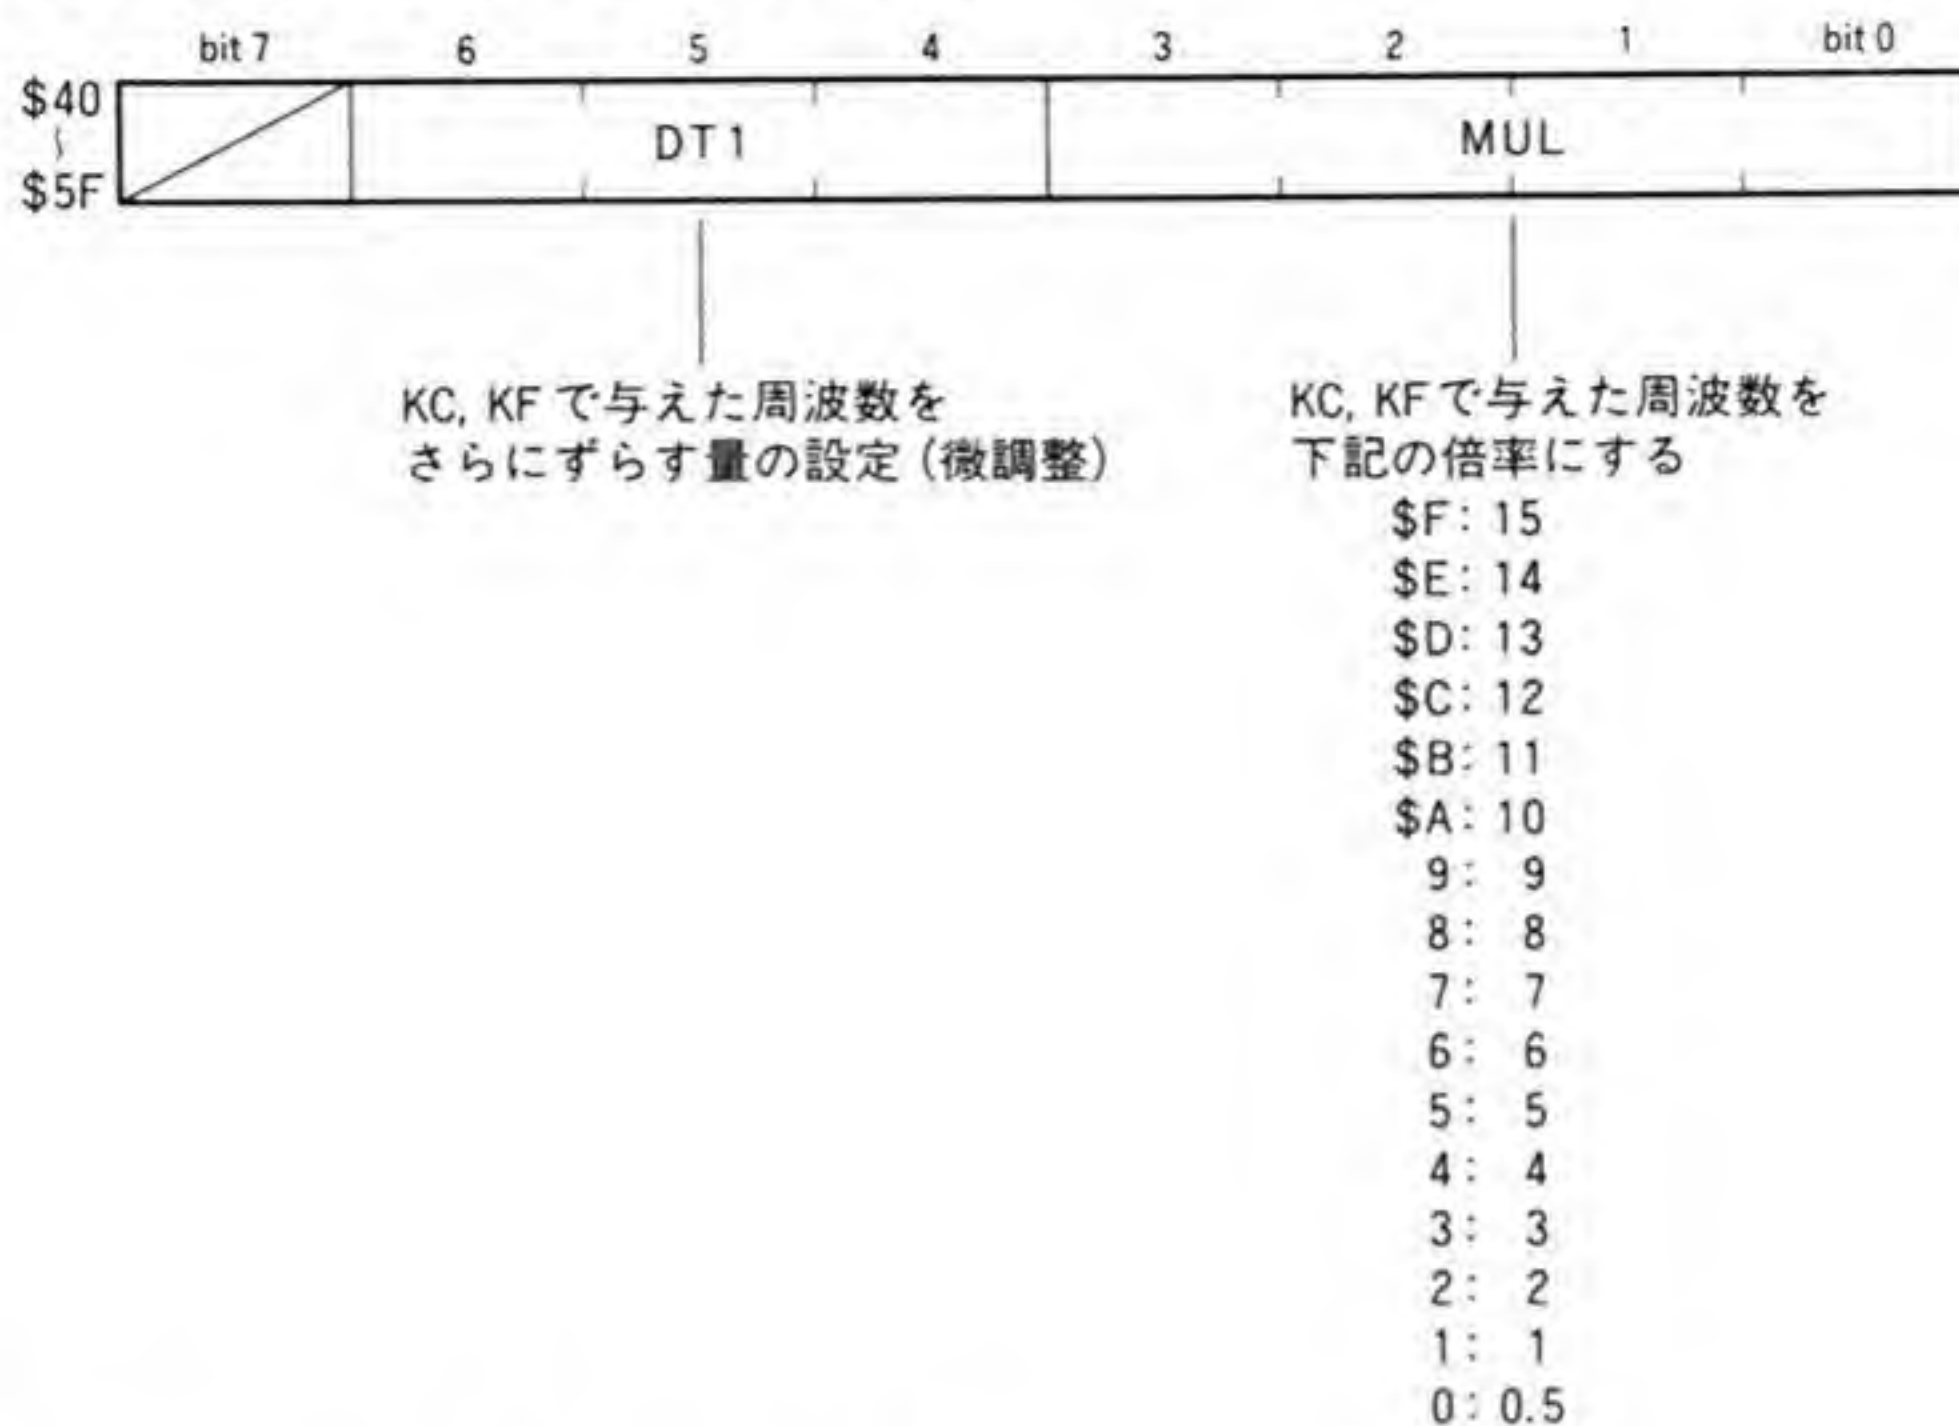 bit 7 6 5 4 3 2 1 bit 0
$40
〜
$5F
DT1
MUL
KC, KFで与えた周波数を
さらにずらす量の設定(微調整)
KC, KFで与えた周波数を
下記の倍率にする
$F: 15
$E: 14
$D: 13
$C: 12
$B: 11
$A: 10
9: 9
8: 8
7: 7
6: 6
5: 5
4: 4
3: 3
2: 2
1: 1
0: 0.5